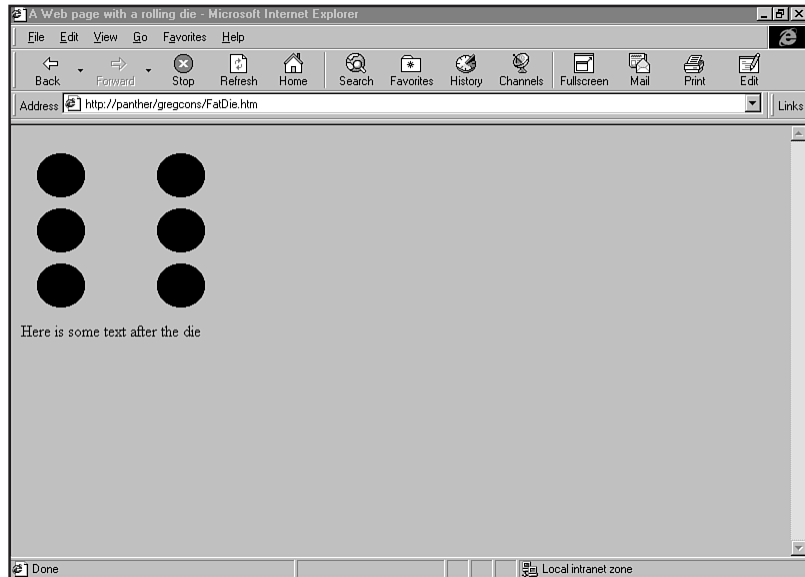 A Web page with a rolling die - Microsoft Internet Explorer
File Edit View Go Favorites Help
Back Forward Stop Refresh Home Search Favorites History Channels Fullscreen Mail Print Edit
Address http://panther/gregcons/FatDie.htm Links
Here is some text after the die
Done Local intranet zone